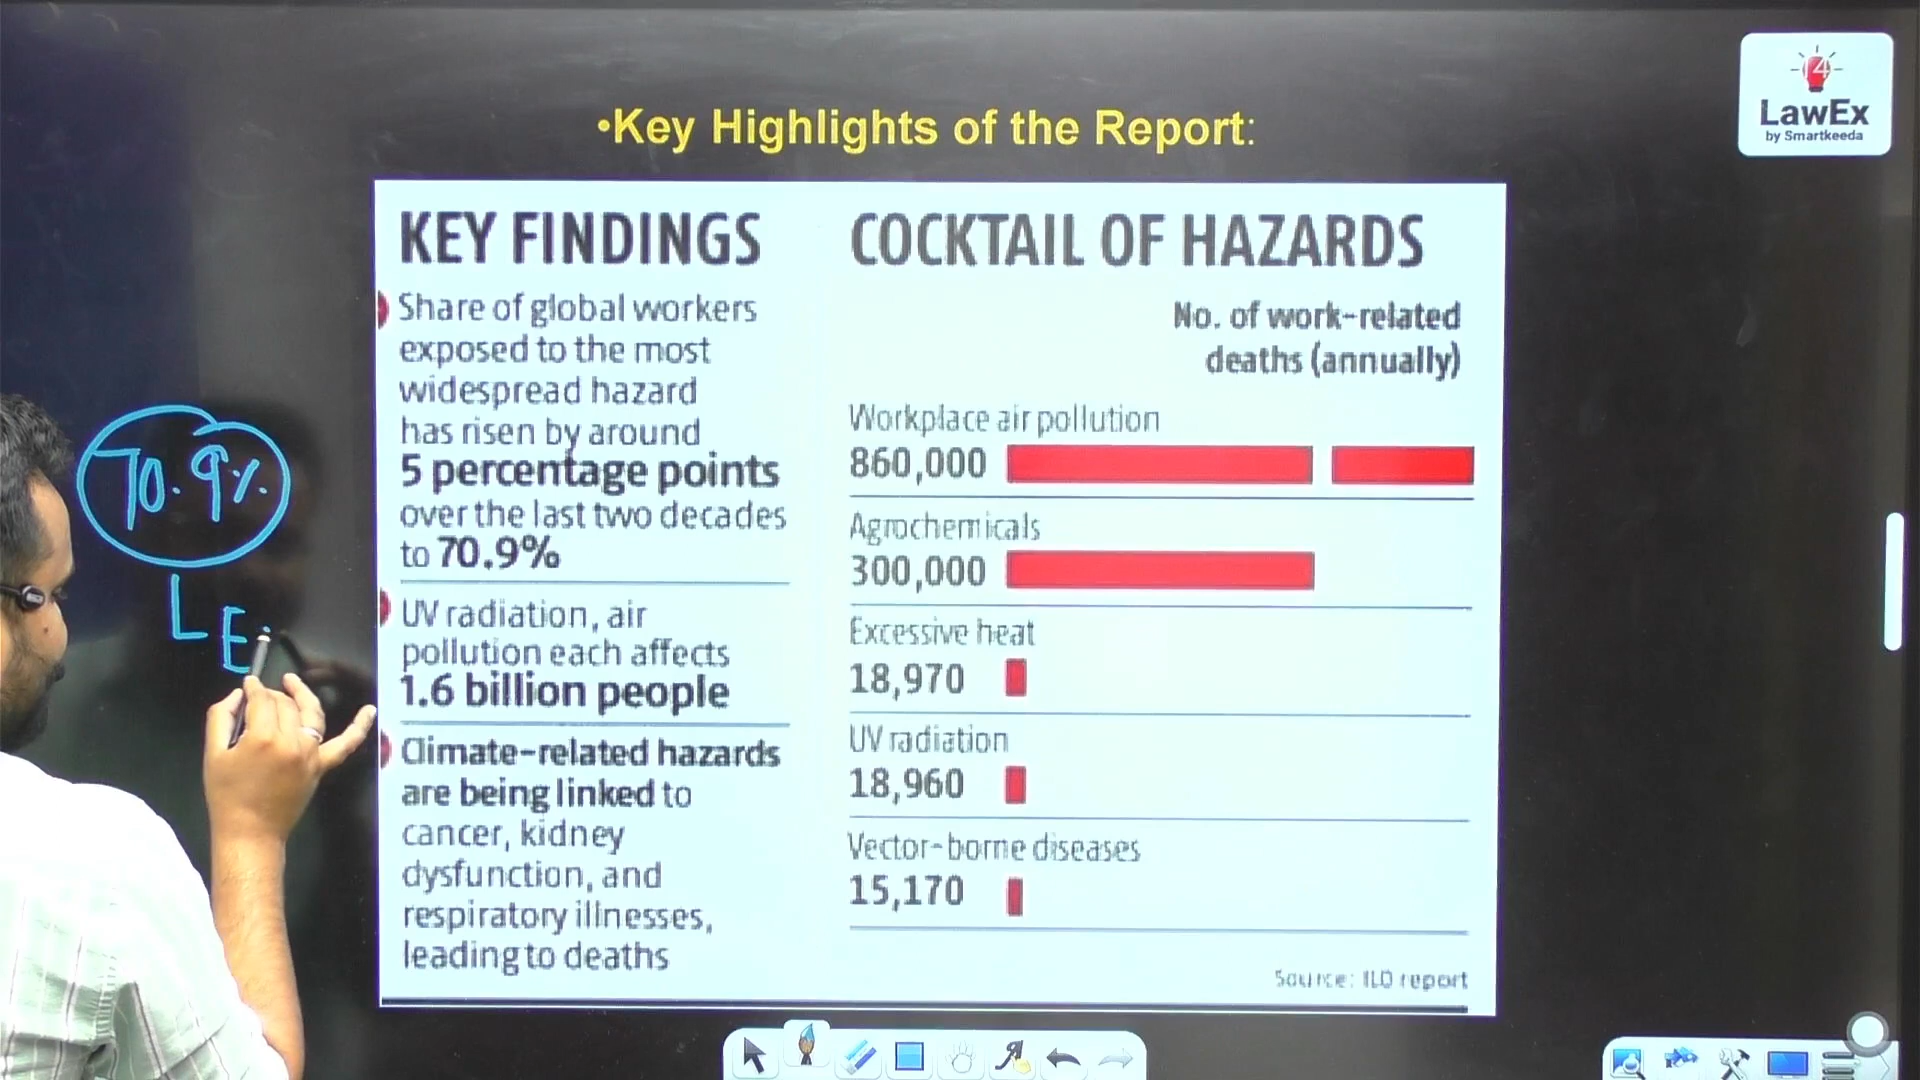 •Key Highlights of the Report:
LawEx
by Smartkeeda
KEY FINDINGS
Share of global workers
exposed to the most
widespread hazard
has risen by around
5 percentage points
over the last two decades
to 70.9%
UV radiation, air
pollution each affects
1.6 billion people
Climate-related hazards
are being linked to
cancer, kidney
dysfunction, and
respiratory illnesses,
leading to deaths
COCKTAIL OF HAZARDS
No. of work-related
deaths (annually)
Workplace air pollution
860,000
Agrochemicals
300,000
Excessive heat
18,970
UV radiation
18,960
Vector-borne diseases
15,170
Source: ILO report
70.9%
L
E